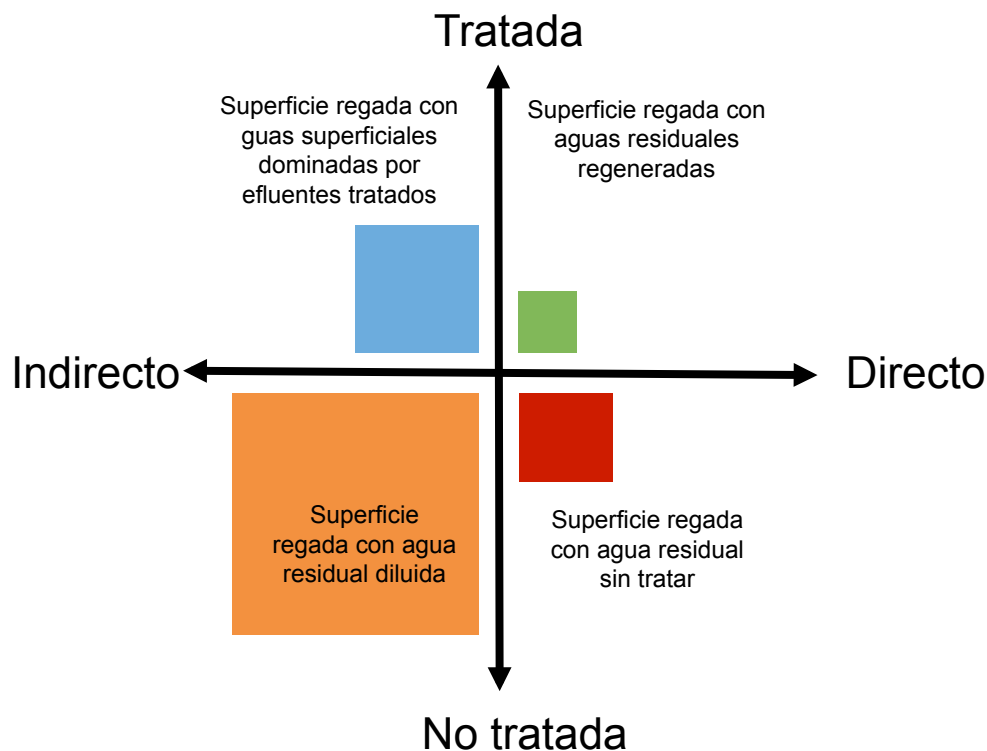 Tratada
Superficie regada con
guas superficiales
dominadas por
efluentes tratados
Superficie regada con
aguas residuales
regeneradas
Indirecto
Directo
Superficie
regada con agua
residual diluida
Superficie regada
con agua residual
sin tratar
No tratada